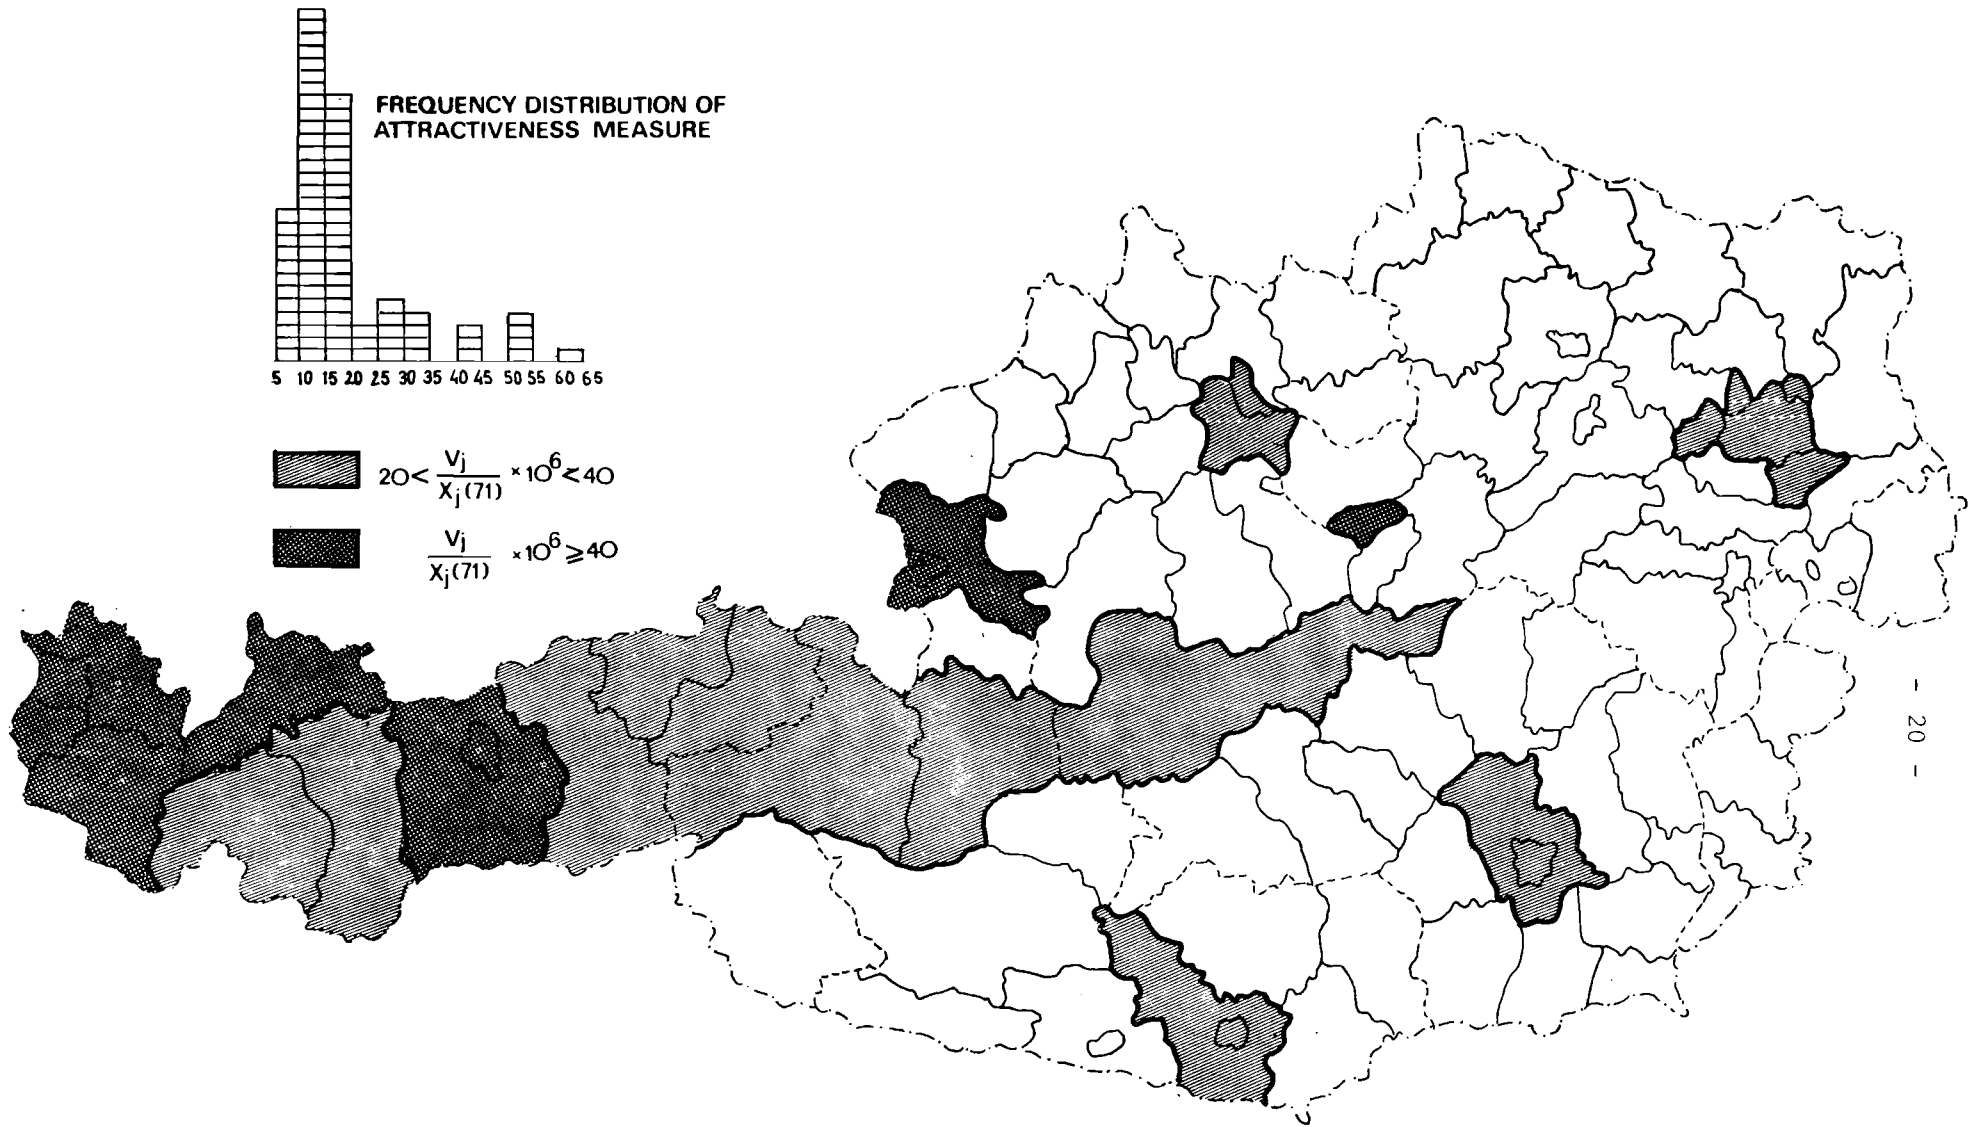 FREQUENCY DISTRIBUTION OF
ATTRACTIVENESS MEASURE
5 10 15 20 25 30 35 40 45 50 55 60 65
20 < Vj / Xj(71) × 10^6 < 40
Vj / Xj(71) × 10^6 ≥ 40
- 20 -